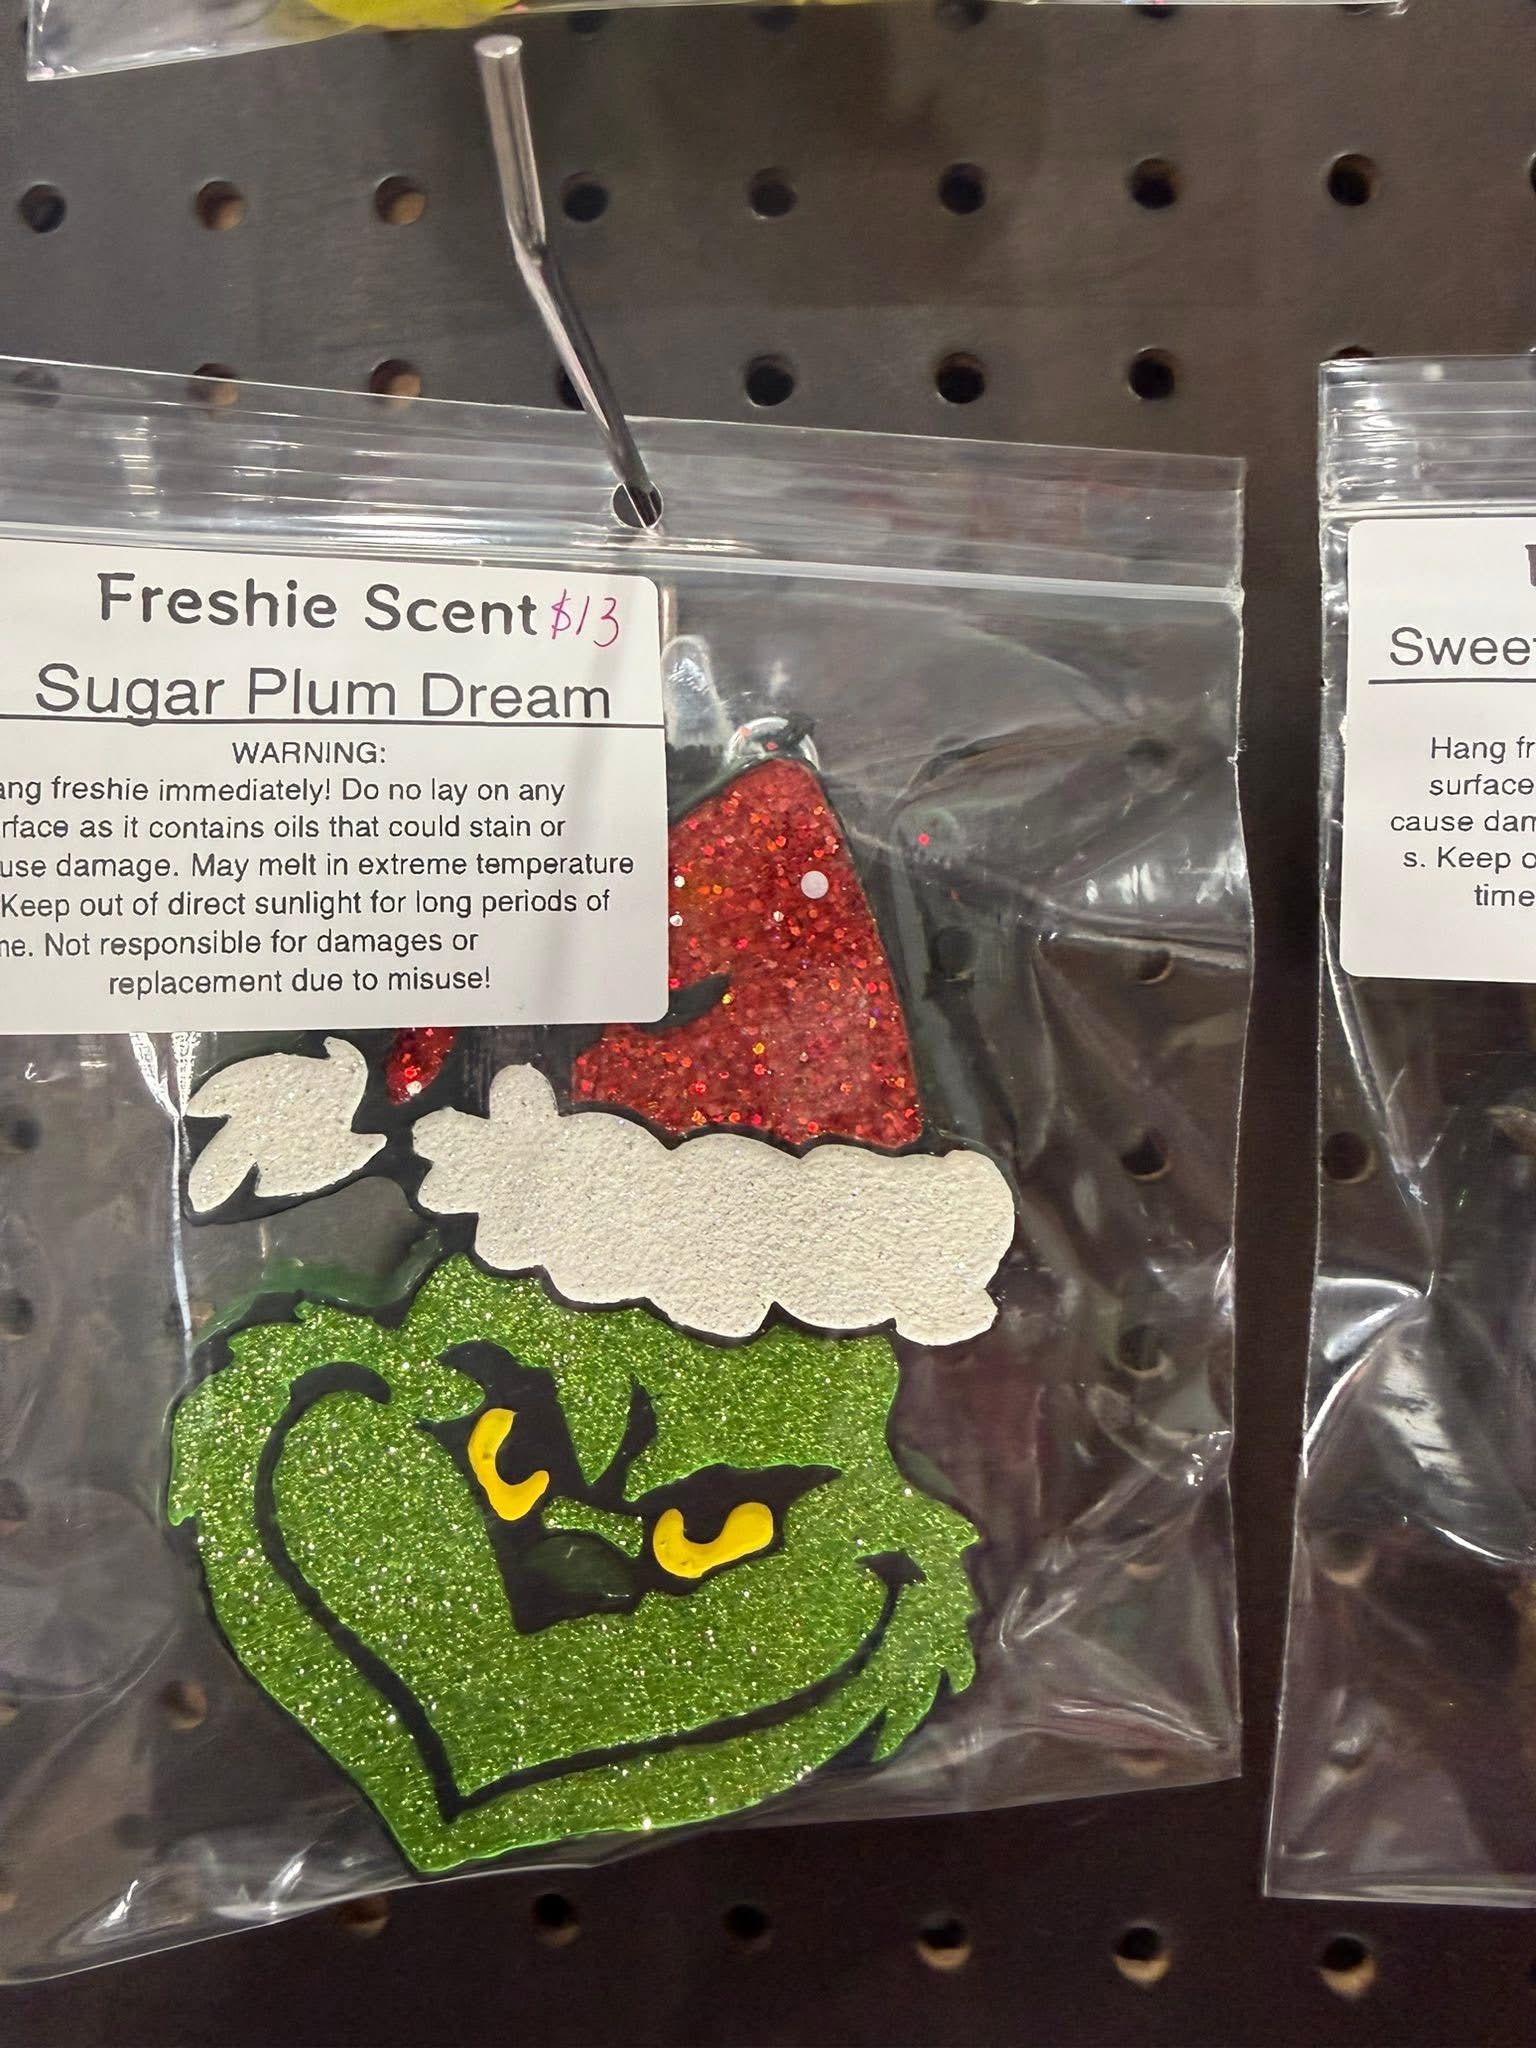 Freshie Scent $13
Sugar Plum Dream
WARNING:
ang freshie immediately! Do no lay on any
rface as it contains oils that could stain or
use damage. May melt in extreme temperature
Keep out of direct sunlight for long periods of
me. Not responsible for damages or
replacement due to misuse!
Sweet
Hang fr
surface
cause dam
s. Keep o
time